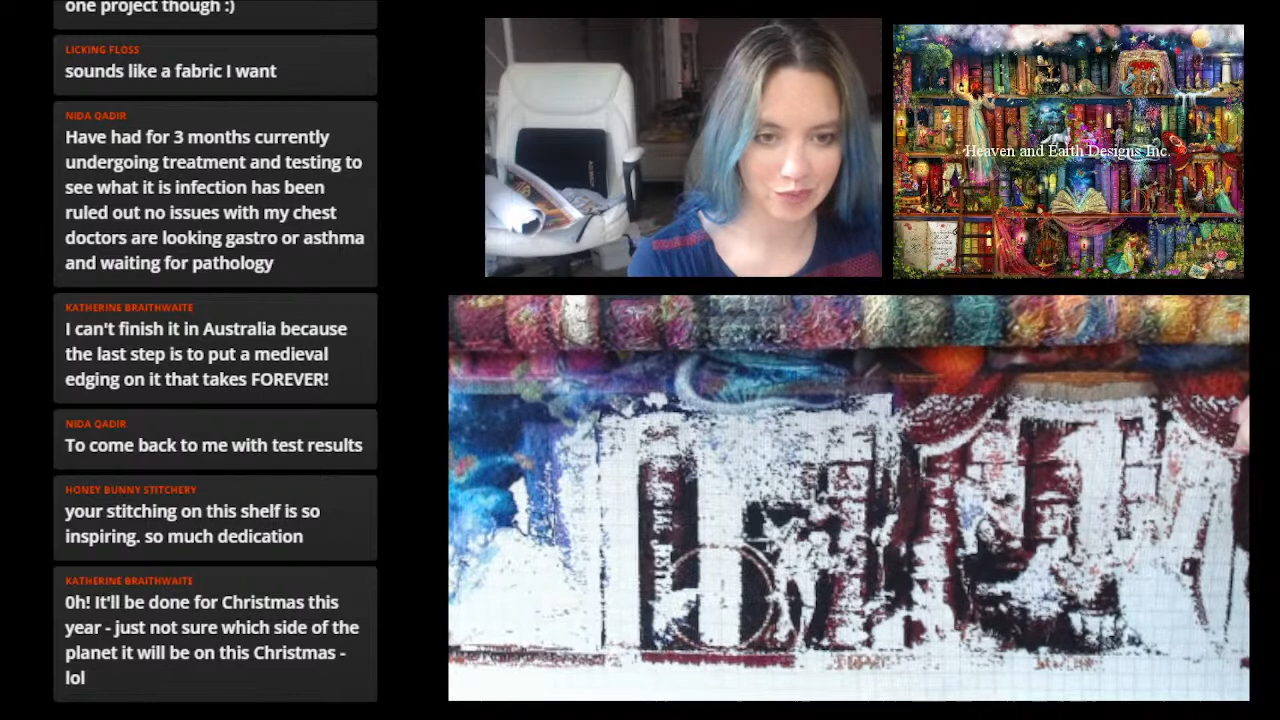 one project though :)
LICKING FLOSS
sounds like a fabric I want
NIDA QADIR
Have had for 3 months currently
undergoing treatment and testing to
see what it is infection has been
ruled out no issues with my chest
doctors are looking gastro or asthma
and waiting for pathology
KATHERINE BRAITHWAITE
I can't finish it in Australia because
the last step is to put a medieval
edging on it that takes FOREVER!
NIDA QADIR
To come back to me with test results
HONEY BUNNY STITCHERY
your stitching on this shelf is so
inspiring. so much dedication
KATHERINE BRAITHWAITE
0h! It'll be done for Christmas this
year - just not sure which side of the
planet it will be on this Christmas -
lol
Heaven and Earth Designs Inc.